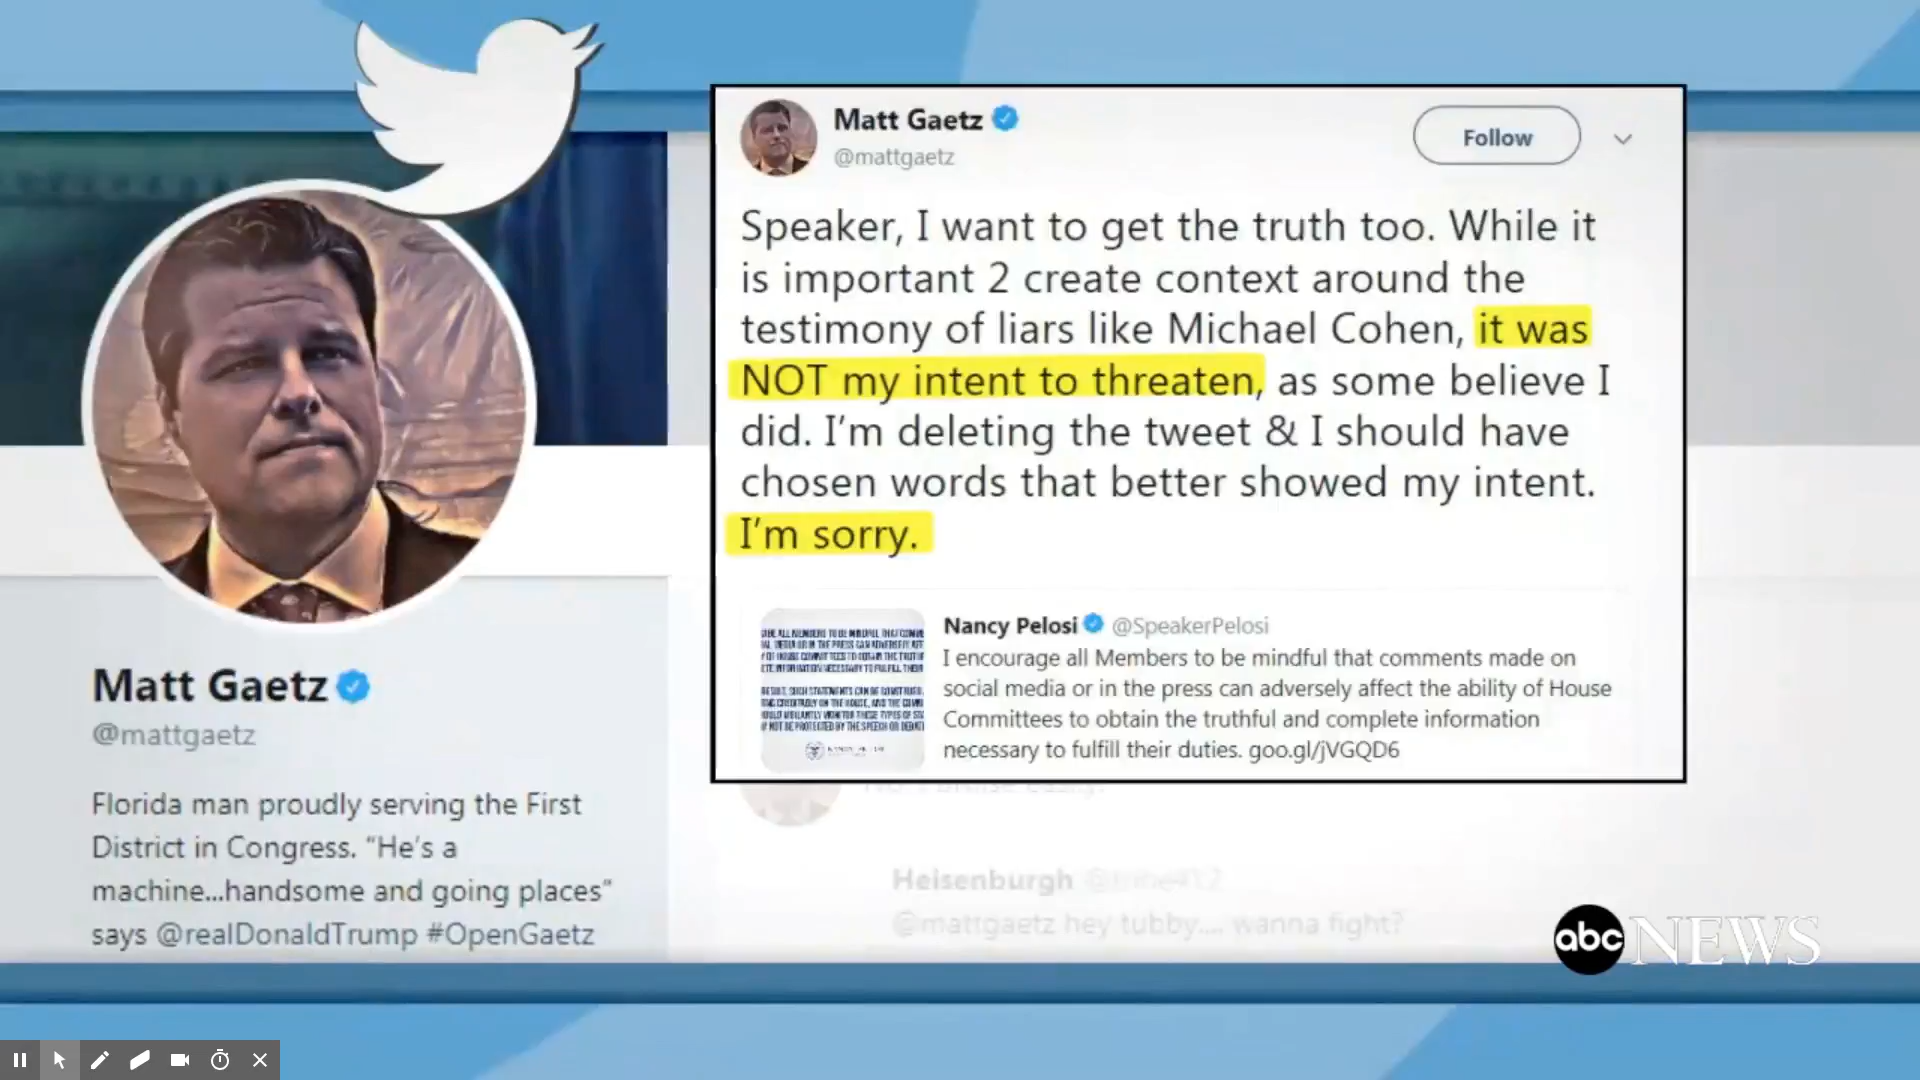 Matt Gaetz
@mattgaetz
Follow
Speaker, I want to get the truth too. While it
is important 2 create context around the
testimony of liars like Michael Cohen, it was
NOT my intent to threaten, as some believe I
did. I'm deleting the tweet & I should have
chosen words that better showed my intent.
I'm sorry.
Nancy Pelosi @SpeakerPelosi
I encourage all Members to be mindful that comments made on
social media or in the press can adversely affect the ability of House
Committees to obtain the truthful and complete information
necessary to fulfill their duties. goo.gl/jVGQD6
Matt Gaetz
@mattgaetz
Florida man proudly serving the First
District in Congress. "He's a
machine...handsome and going places"
says @realDonaldTrump #OpenGaetz
Heisenburgh
@mattgaetz hey tubby.... wanna fight?
abc NEWS